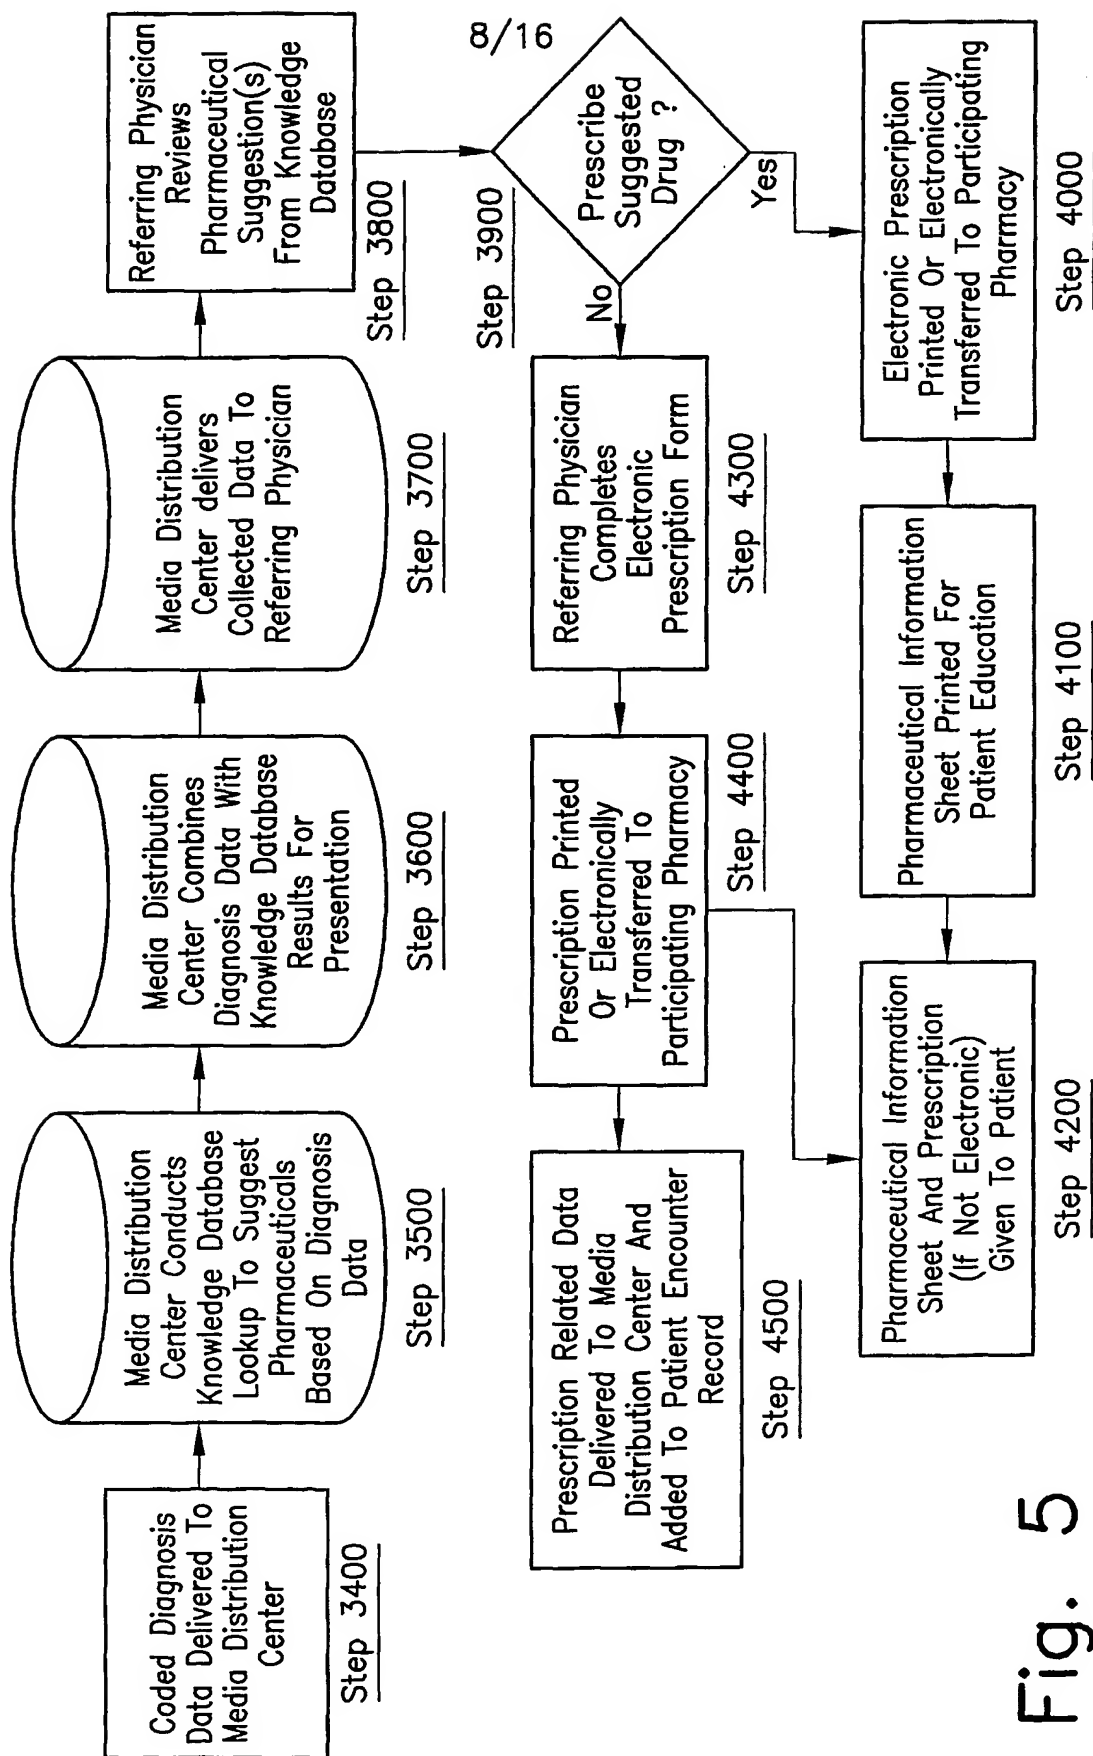 8/16
Coded Diagnosis
Data Delivered To
Media Distribution
Center
Step 3400
Media Distribution
Center Conducts
Knowledge Database
Lookup To Suggest
Pharmaceuticals
Based On Diagnosis
Data
Step 3500
Media Distribution
Center Combines
Diagnosis Data With
Knowledge Database
Results For
Presentation
Step 3600
Media Distribution
Center delivers
Collected Data To
Referring Physician
Step 3700
Referring Physician
Reviews
Pharmaceutical
Suggestion(s)
From Knowledge
Database
Step 3800
Step 3900
Prescribe
Suggested
Drug ?
No
Yes
Referring Physician
Completes
Electronic
Prescription Form
Step 4300
Prescription Printed
Or Electronically
Transferred To
Participating Pharmacy
Step 4400
Prescription Related Data
Delivered To Media
Distribution Center And
Added To Patient Encounter
Record
Step 4500
Electronic Prescription
Printed Or Electronically
Transferred To Participating
Pharmacy
Step 4000
Pharmaceutical Information
Sheet Printed For
Patient Education
Step 4100
Pharmaceutical Information
Sheet And Prescription
(If Not Electronic)
Given To Patient
Step 4200
Fig. 5